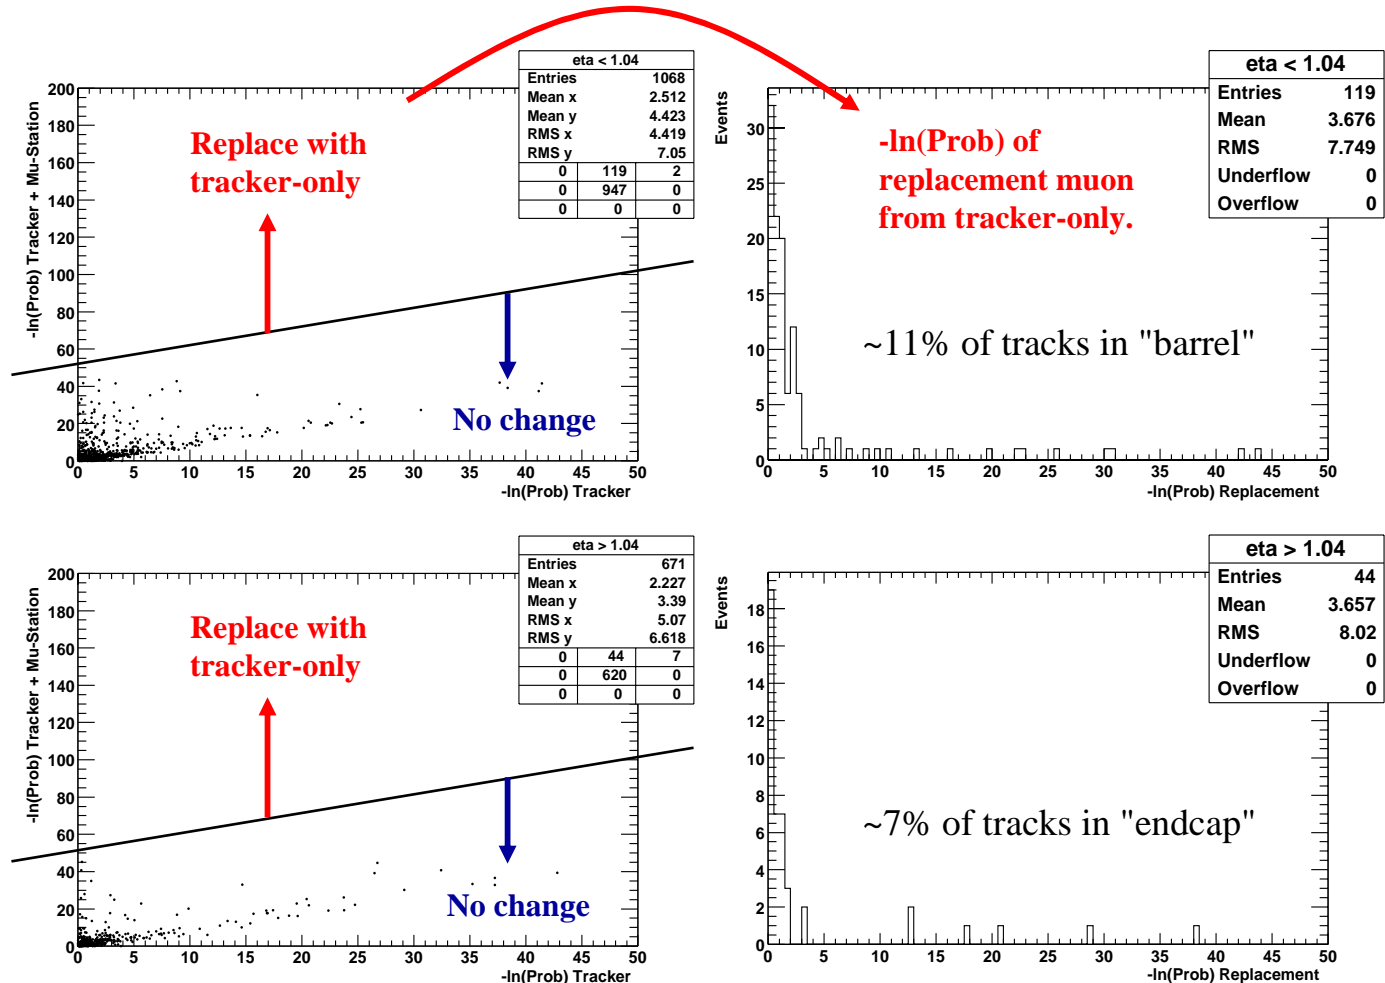 eta < 1.04
Entries 1068
Mean x 2.512
Mean y 4.423
RMS x 4.419
RMS y 7.05
0 119 2
0 947 0
0 0 0
-ln(Prob) Tracker + Mu-Station
200
180
160
140
120
100
80
60
40
20
0
Replace with
tracker-only
No change
0 5 10 15 20 25 30 35 40 45 50
-ln(Prob) Tracker
eta < 1.04
Entries 119
Mean 3.676
RMS 7.749
Underflow 0
Overflow 0
Events
30
25
20
15
10
5
0
-ln(Prob) of
replacement muon
from tracker-only.
~11% of tracks in "barrel"
0 5 10 15 20 25 30 35 40 45 50
-ln(Prob) Replacement
eta > 1.04
Entries 671
Mean x 2.227
Mean y 3.39
RMS x 5.07
RMS y 6.618
0 44 7
0 620 0
0 0 0
-ln(Prob) Tracker + Mu-Station
200
180
160
140
120
100
80
60
40
20
0
Replace with
tracker-only
No change
0 5 10 15 20 25 30 35 40 45 50
-ln(Prob) Tracker
eta > 1.04
Entries 44
Mean 3.657
RMS 8.02
Underflow 0
Overflow 0
Events
18
16
14
12
10
8
6
4
2
0
~7% of tracks in "endcap"
0 5 10 15 20 25 30 35 40 45 50
-ln(Prob) Replacement